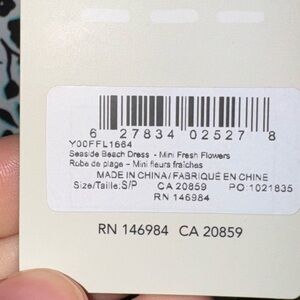 6 27834 02527 8
Y00FFL1664
Seaside Beach Dress - Mini Fresh Flowers
Robe de plage - Mini fleurs fraîches
MADE IN CHINA/FABRIQUÉ EN CHINE
Size/Taille:S/P CA 20859 PO:1021835
RN 146984
RN 146984 CA 20859